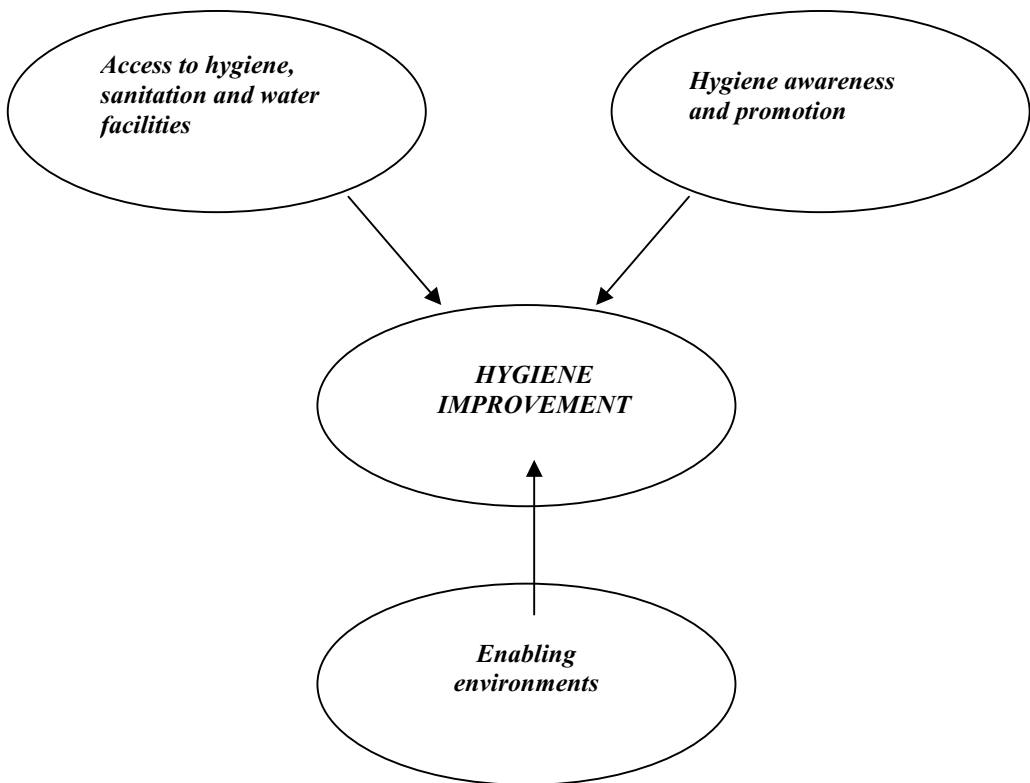 Access to hygiene,
sanitation and water
facilities
Hygiene awareness
and promotion
HYGIENE
IMPROVEMENT
Enabling
environments